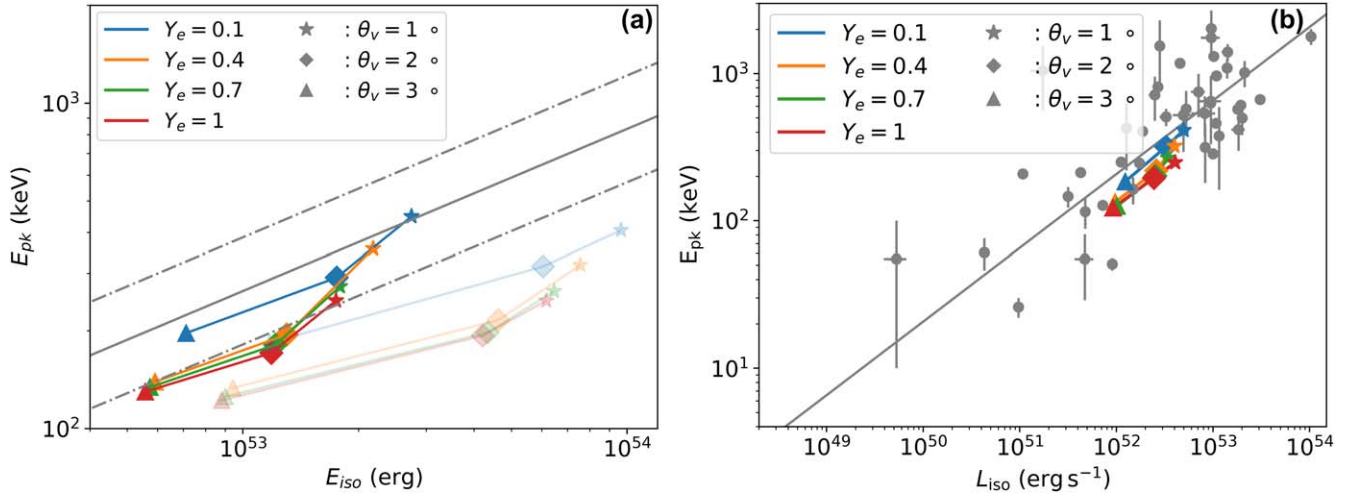 (a)
Y_e = 0.1
Y_e = 0.4
Y_e = 0.7
Y_e = 1
: θ_v = 1 °
: θ_v = 2 °
: θ_v = 3 °
10^3
10^2
E_pk (keV)
10^53
10^54
E_iso (erg)
(b)
Y_e = 0.1
Y_e = 0.4
Y_e = 0.7
Y_e = 1
: θ_v = 1 °
: θ_v = 2 °
: θ_v = 3 °
10^3
10^2
10^1
E_pk (keV)
10^49
10^50
10^51
10^52
10^53
10^54
L_iso (erg s^−1)